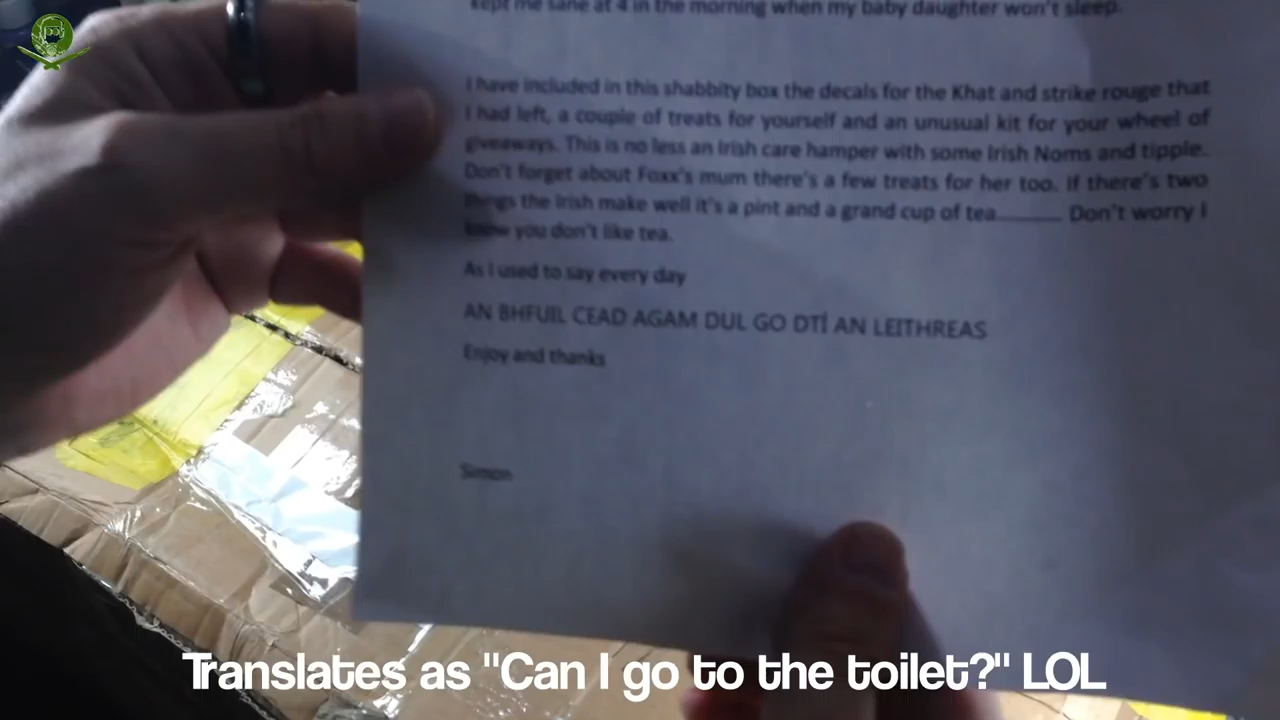 kept me sane at 4 in the morning when my baby daughter won't sleep.
I have included in this shabbity box the decals for the Khat and strike rouge that
I had left, a couple of treats for yourself and an unusual kit for your wheel of
giveaways. This is no less an Irish care hamper with some Irish Noms and tipple.
Don't forget about Foxx's mum there's a few treats for her too. If there's two
things the Irish make well it's a pint and a grand cup of tea.......... Don't worry I
know you don't like tea.
As I used to say every day
AN BHFUIL CEAD AGAM DUL GO DTÍ AN LEITHREAS
Enjoy and thanks
Simon
Translates as "Can I go to the toilet?" LOL